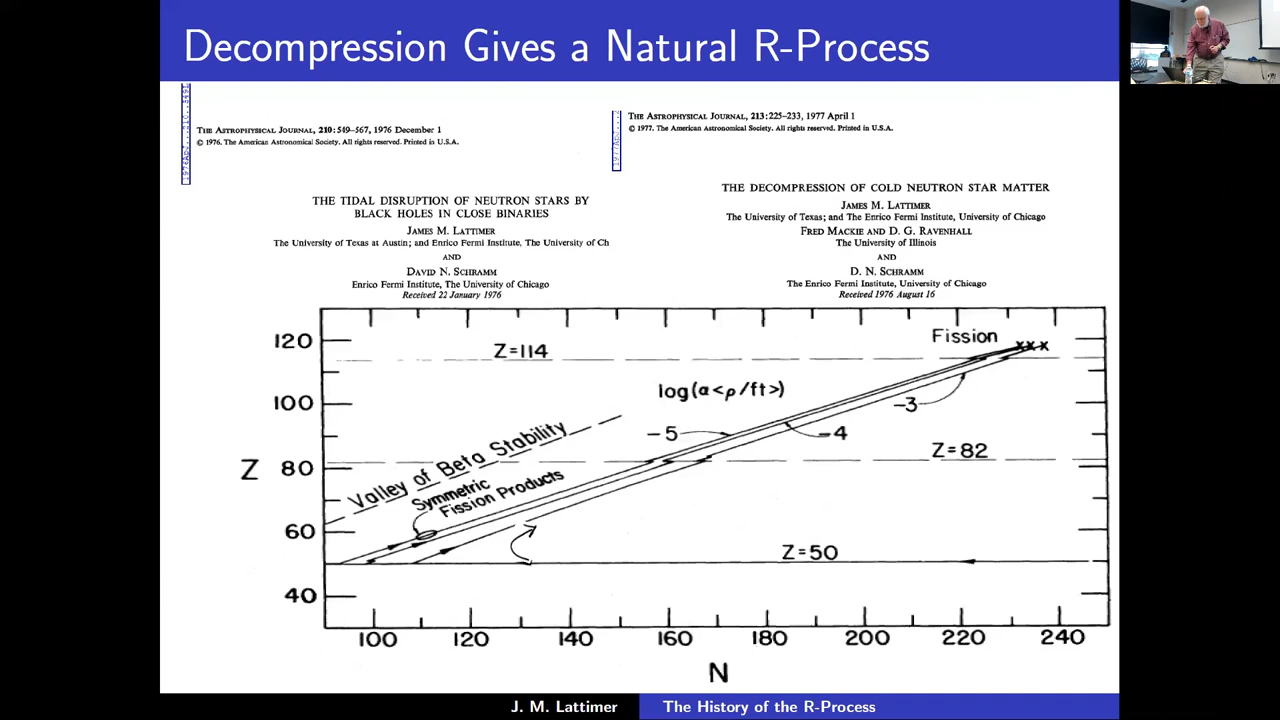 Decompression Gives a Natural R-Process
THE ASTROPHYSICAL JOURNAL, 210:549–567, 1976 December 1
© 1976. The American Astronomical Society. All rights reserved. Printed in U.S.A.
THE TIDAL DISRUPTION OF NEUTRON STARS BY
BLACK HOLES IN CLOSE BINARIES
JAMES M. LATTIMER
The University of Texas at Austin; and Enrico Fermi Institute, The University of Ch
AND
DAVID N. SCHRAMM
Enrico Fermi Institute, The University of Chicago
Received 22 January 1976
THE ASTROPHYSICAL JOURNAL, 213:225–233, 1977 April 1
© 1977. The American Astronomical Society. All rights reserved. Printed in U.S.A.
THE DECOMPRESSION OF COLD NEUTRON STAR MATTER
JAMES M. LATTIMER
The University of Texas; and The Enrico Fermi Institute, University of Chicago
FRED MACKIE AND D. G. RAVENHALL
The University of Illinois
AND
D. N. SCHRAMM
The Enrico Fermi Institute, University of Chicago
Received 1976 August 16
120
100
80
60
40
Z
Z=114
Fission
xxx
log(α<ρ/ft>)
-3
-5
-4
Z=82
Valley of Beta Stability
Symmetric
Fission Products
Z=50
100 120 140 160 180 200 220 240
N
J. M. Lattimer
The History of the R-Process